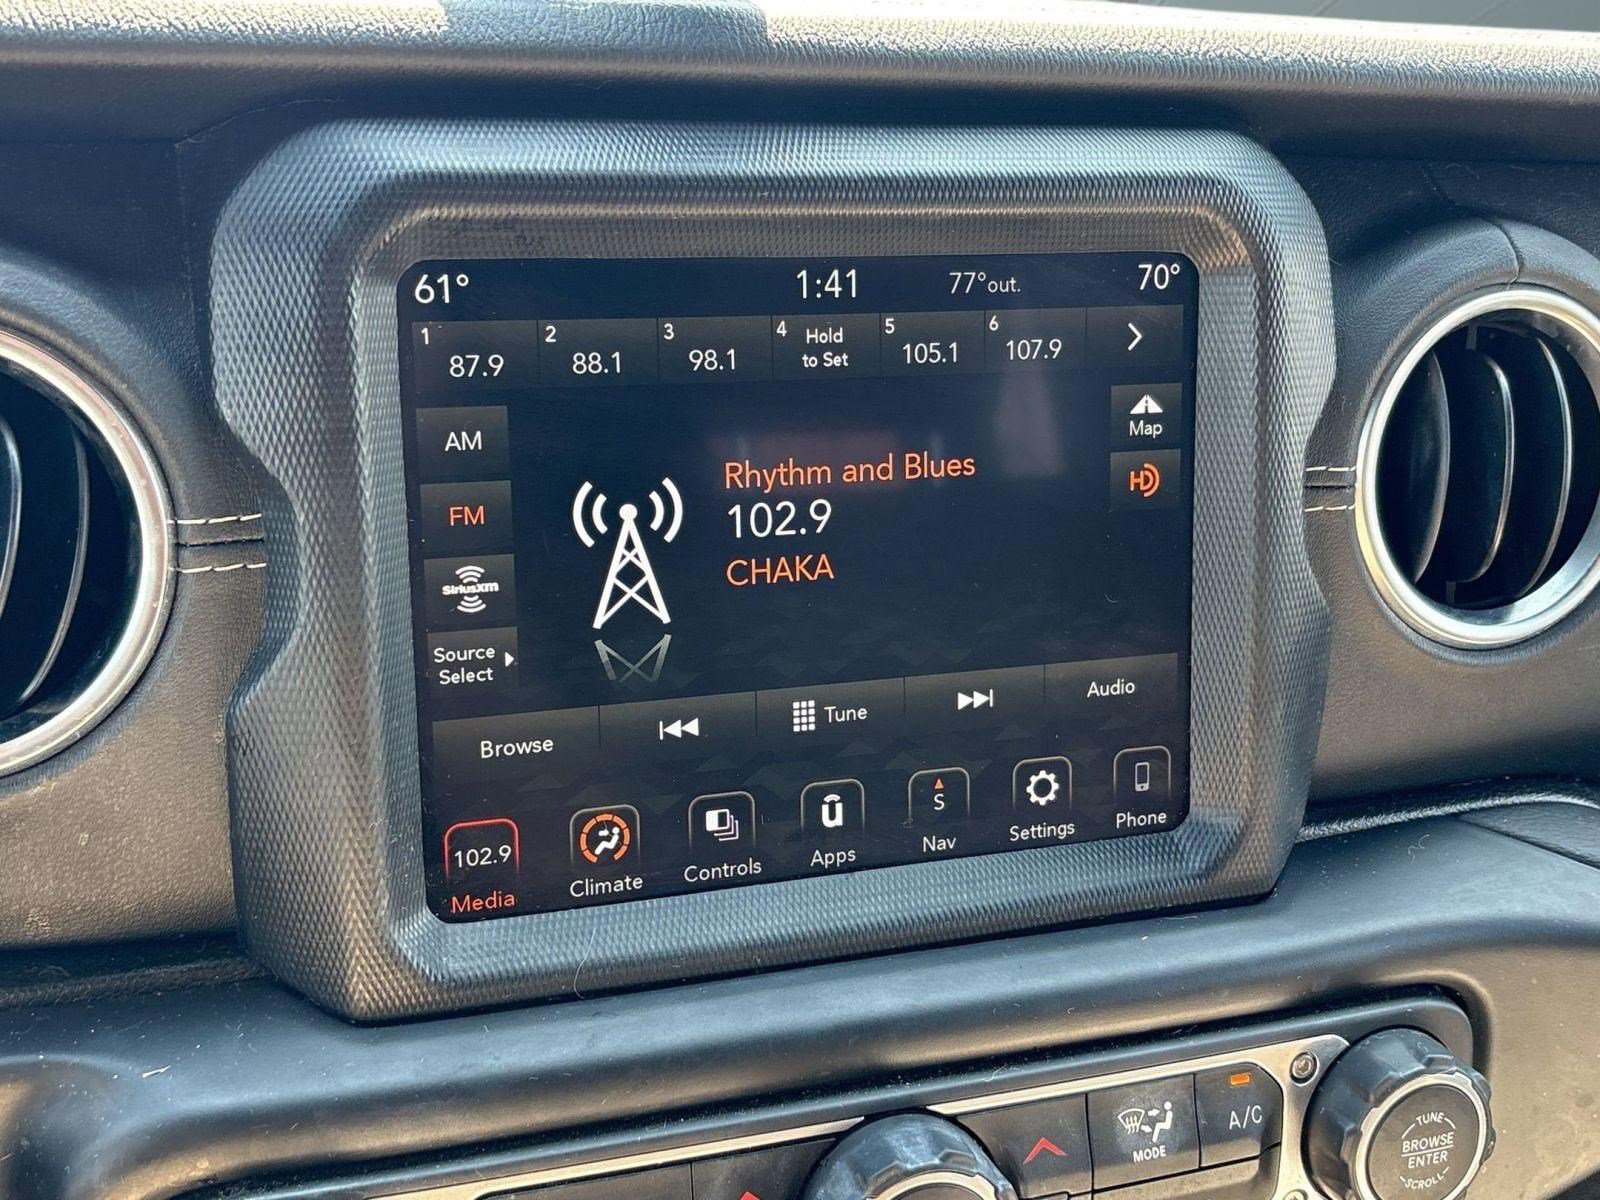 61° 1:41 77°out. 70°
1 87.9 2 88.1 3 98.1 4 Hold to Set 5 105.1 6 107.9
AM
FM
SiriusXM
Source
Select
Rhythm and Blues
102.9
CHAKA
Map
HD
Browse Tune Audio
102.9 u S
Media Climate Controls Apps Nav Settings Phone
MODE
A/C
TUNE
BROWSE
ENTER
SCROLL